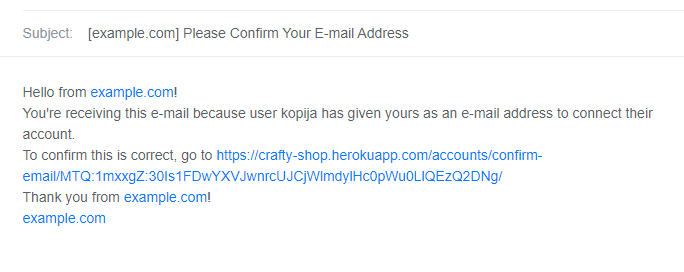 Subject: [example.com] Please Confirm Your E-mail Address
Hello from example.com!
You're receiving this e-mail because user kopija has given yours as an e-mail address to connect their
account.
To confirm this is correct, go to https://crafty-shop.herokuapp.com/accounts/confirm-
email/MTQ:1mxxgZ:30Is1FDwYXVJwnrcUJCjWlmdyIHc0pWu0LIQEzQ2DNg/
Thank you from example.com!
example.com